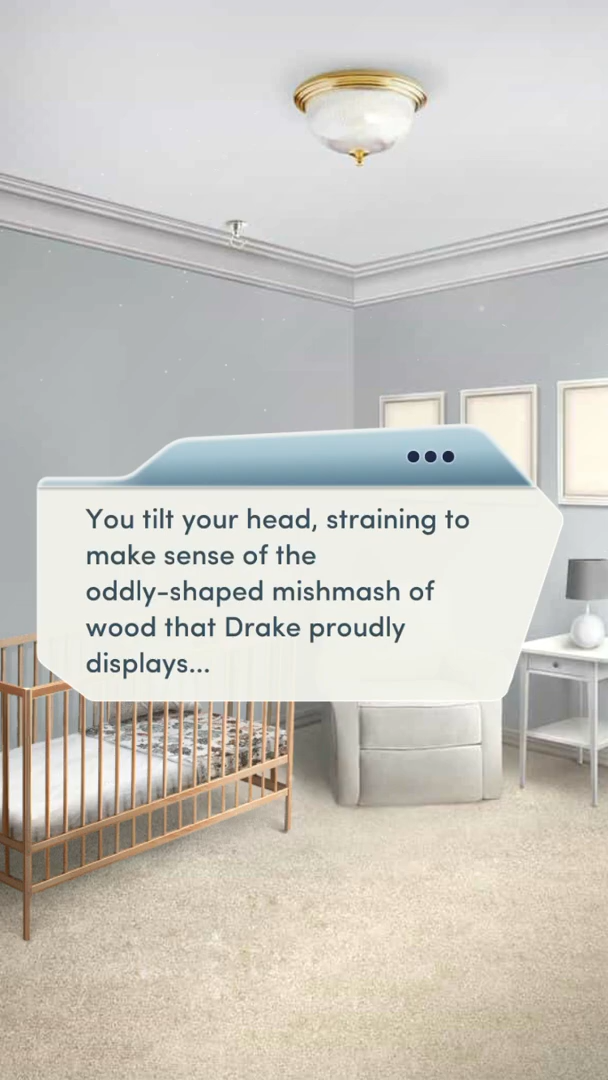 You tilt your head, straining to
make sense of the
oddly-shaped mishmash of
wood that Drake proudly
displays...